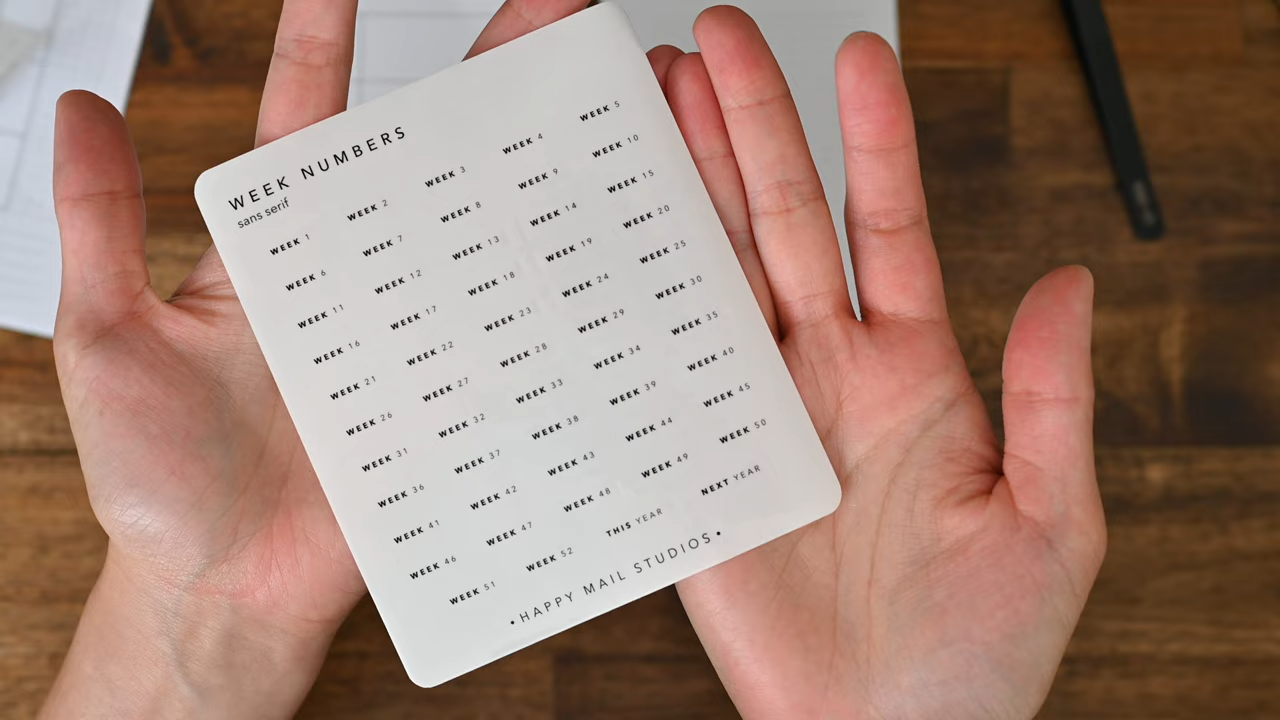 WEEK NUMBERS
sans serif
WEEK 1 WEEK 2 WEEK 3 WEEK 4 WEEK 5
WEEK 6 WEEK 7 WEEK 8 WEEK 9 WEEK 10
WEEK 11 WEEK 12 WEEK 13 WEEK 14 WEEK 15
WEEK 16 WEEK 17 WEEK 18 WEEK 19 WEEK 20
WEEK 21 WEEK 22 WEEK 23 WEEK 24 WEEK 25
WEEK 26 WEEK 27 WEEK 28 WEEK 29 WEEK 30
WEEK 31 WEEK 32 WEEK 33 WEEK 34 WEEK 35
WEEK 36 WEEK 37 WEEK 38 WEEK 39 WEEK 40
WEEK 41 WEEK 42 WEEK 43 WEEK 44 WEEK 45
WEEK 46 WEEK 47 WEEK 48 WEEK 49 WEEK 50
WEEK 51 WEEK 52 THIS YEAR NEXT YEAR
•HAPPY MAIL STUDIOS•